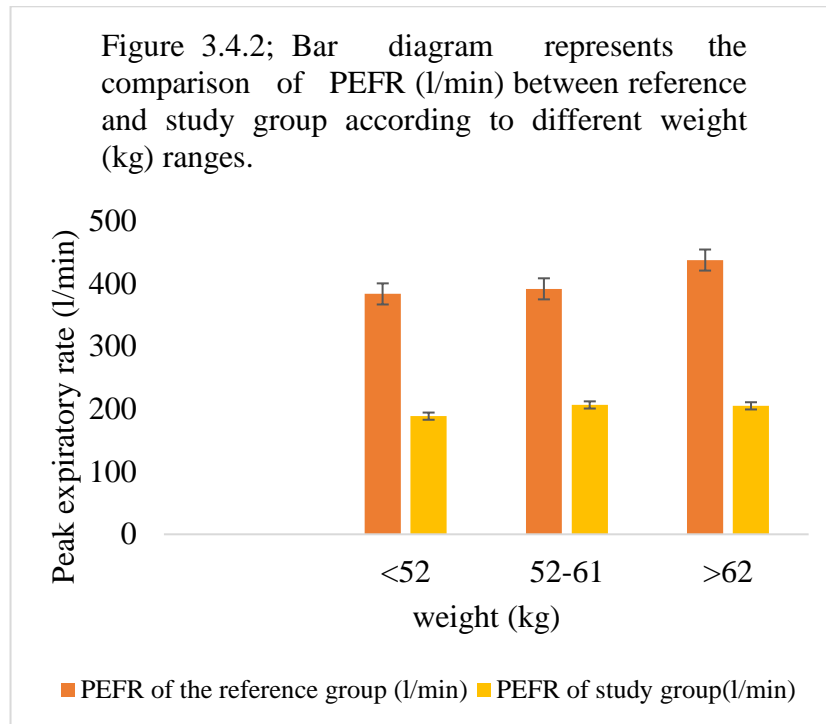 Figure 3.4.2; Bar diagram represents the
comparison of PEFR (l/min) between reference
and study group according to different weight
(kg) ranges.
Peak expiratory rate (l/min)
500
400
300
200
100
0
<52 52-61 >62
weight (kg)
PEFR of the reference group (l/min) PEFR of study group(l/min)